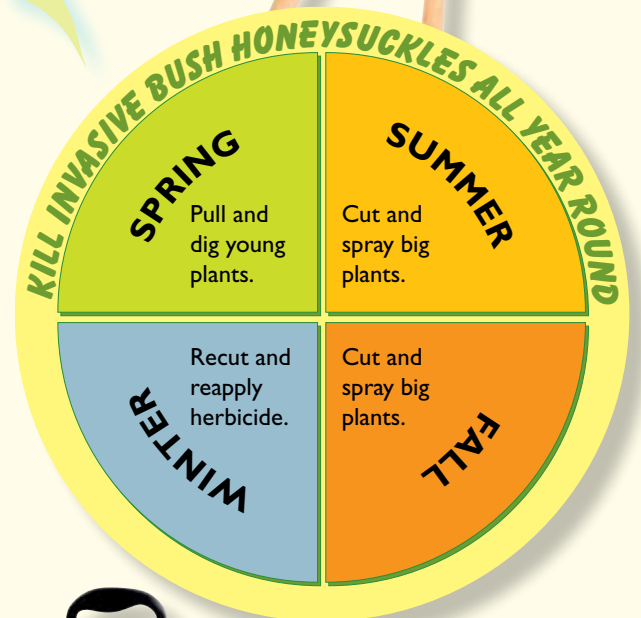 KILL INVASIVE BUSH HONEYSUCKLES ALL YEAR ROUND
SPRING
Pull and
dig young
plants.
SUMMER
Cut and
spray big
plants.
WINTER
Recut and
reapply
herbicide.
FALL
Cut and
spray big
plants.